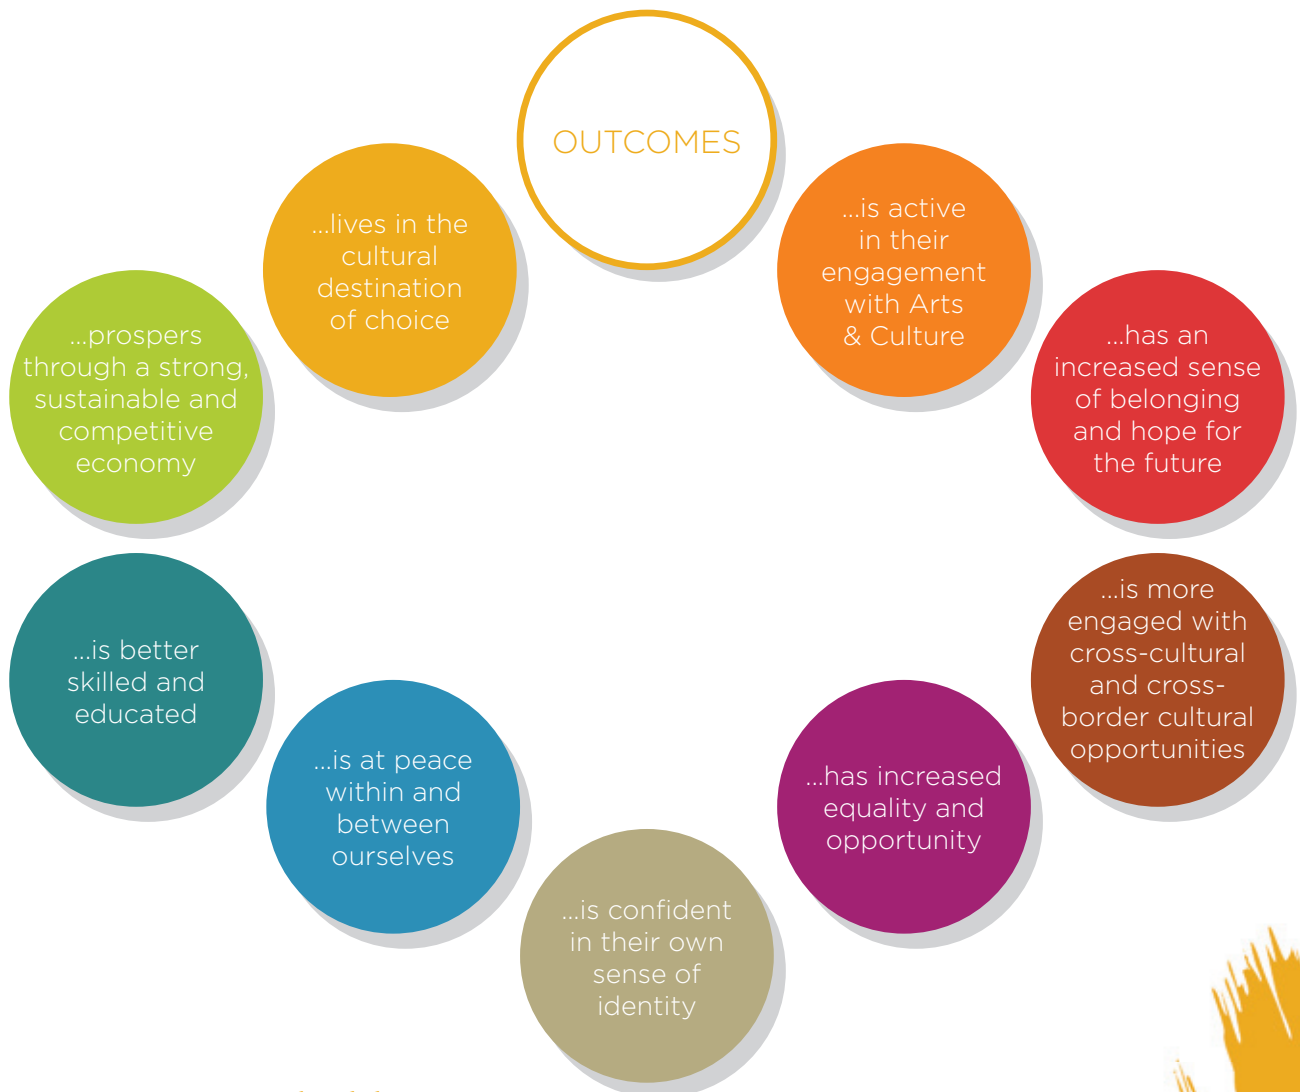 OUTCOMES
...is active
in their
engagement
with Arts
& Culture
...has an
increased sense
of belonging
and hope for
the future
...is more
engaged with
cross-cultural
and cross-
border cultural
opportunities
...has increased
equality and
opportunity
...is confident
in their own
sense of
identity
...is at peace
within and
between
ourselves
...is better
skilled and
educated
...prospers
through a strong,
sustainable and
competitive
economy
...lives in the
cultural
destination
of choice